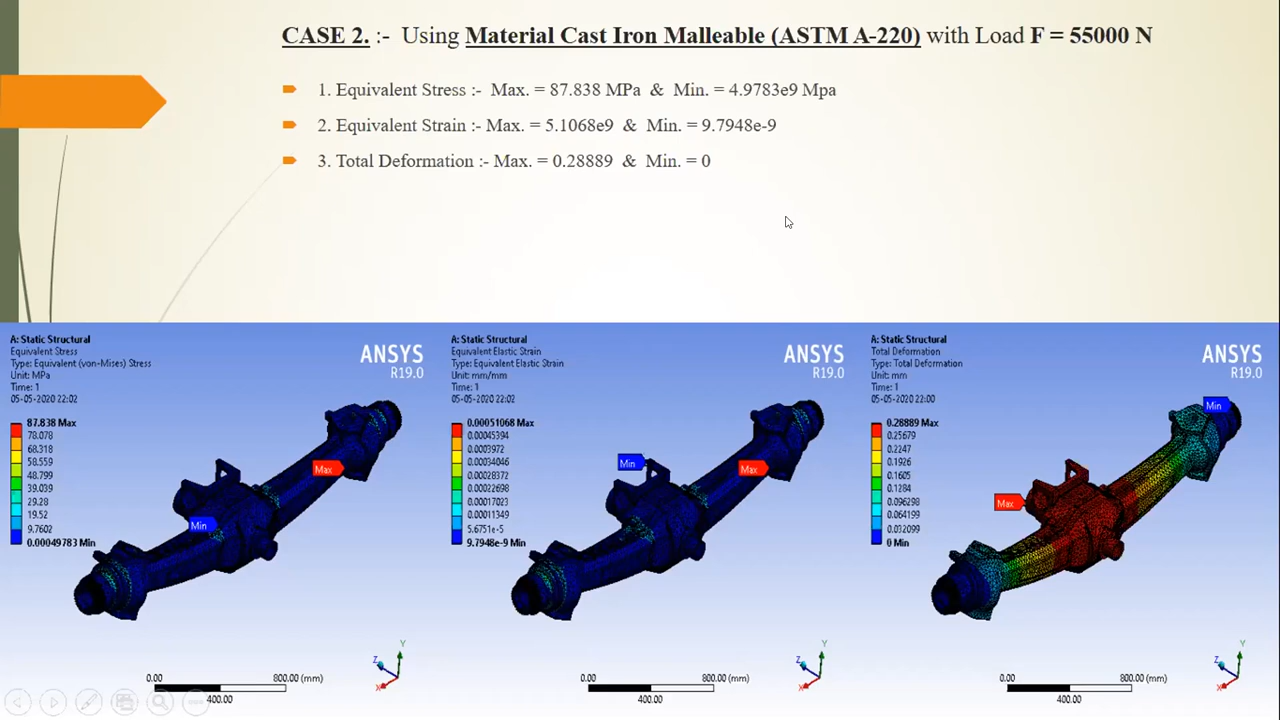 CASE 2. :- Using Material Cast Iron Malleable (ASTM A-220) with Load F = 55000 N
1. Equivalent Stress :- Max. = 87.838 MPa & Min. = 4.9783e9 Mpa
2. Equivalent Strain :- Max. = 5.1068e9 & Min. = 9.7948e-9
3. Total Deformation :- Max. = 0.28889 & Min. = 0
A: Static Structural
Equivalent Stress
Type: Equivalent (von-Mises) Stress
Unit: MPa
Time: 1
05-05-2020 22:02
ANSYS
R19.0
87.838 Max
78.078
68.318
58.559
48.799
39.039
29.28
19.52
9.7602
0.00049783 Min
Max
Min
Y
Z
X
0.00
800.00 (mm)
400.00
A: Static Structural
Equivalent Elastic Strain
Type: Equivalent Elastic Strain
Unit: mm/mm
Time: 1
05-05-2020 22:02
ANSYS
R19.0
0.00051068 Max
0.00045394
0.0003972
0.00034046
0.00028372
0.00022698
0.00017023
0.00011349
5.6751e-5
9.7948e-9 Min
Min
Max
Y
Z
X
0.00
800.00 (mm)
400.00
A: Static Structural
Total Deformation
Type: Total Deformation
Unit: mm
Time: 1
05-05-2020 22:00
ANSYS
R19.0
0.28889 Max
0.25679
0.2247
0.1926
0.1605
0.1284
0.096298
0.064199
0.032099
0 Min
Min
Max
Y
Z
X
0.00
800.00 (mm)
400.00